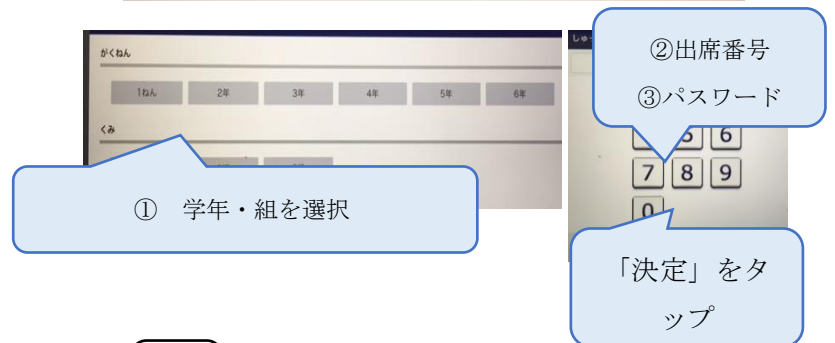 がくねん
1ねん 2年 3年 4年 5年 6年
くみ
① 学年・組を選択
②出席番号
③パスワード
6
7 8 9
0
「決定」をタ
ップ